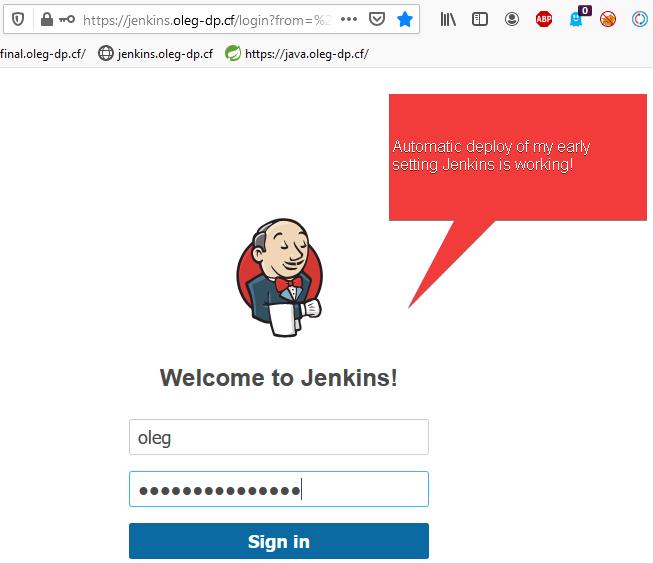 https://jenkins.oleg-dp.cf/login?from=%2
0
final.oleg-dp.cf/ jenkins.oleg-dp.cf https://java.oleg-dp.cf/
ABP
Automatic deploy of my early
setting Jenkins is working!
Welcome to Jenkins!
oleg
●●●●●●●●●●●●●●●
Sign in